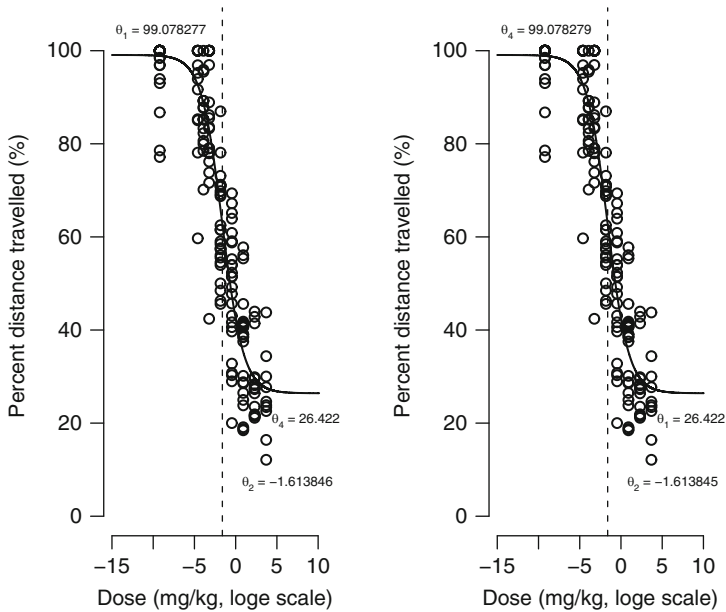 θ1 = 99.078277
100
80
60
40
20
0
Percent distance travelled (%)
θ4 = 26.422
θ2 = −1.613846
−15 −5 0 5 10
Dose (mg/kg, loge scale)
θ4 = 99.078279
100
80
60
40
20
0
Percent distance travelled (%)
θ1 = 26.422
θ2 = −1.613845
−15 −5 0 5 10
Dose (mg/kg, loge scale)